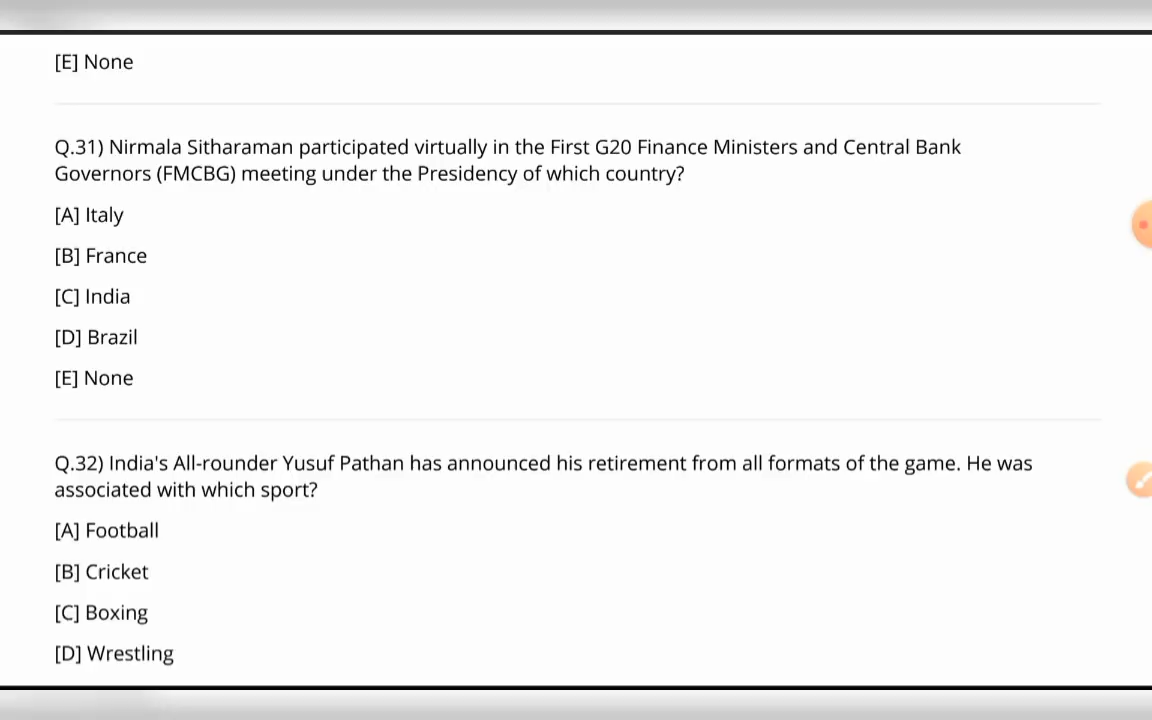 [E] None
Q.31) Nirmala Sitharaman participated virtually in the First G20 Finance Ministers and Central Bank
Governors (FMCBG) meeting under the Presidency of which country?
[A] Italy
[B] France
[C] India
[D] Brazil
[E] None
Q.32) India's All-rounder Yusuf Pathan has announced his retirement from all formats of the game. He was
associated with which sport?
[A] Football
[B] Cricket
[C] Boxing
[D] Wrestling